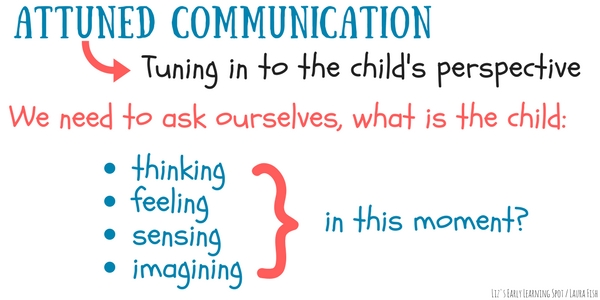 ATTUNED COMMUNICATION
Tuning in to the child's perspective
We need to ask ourselves, what is the child:
• thinking
• feeling
• sensing
• imagining
in this moment?
Liz's Early Learning Spot / Laura Fish